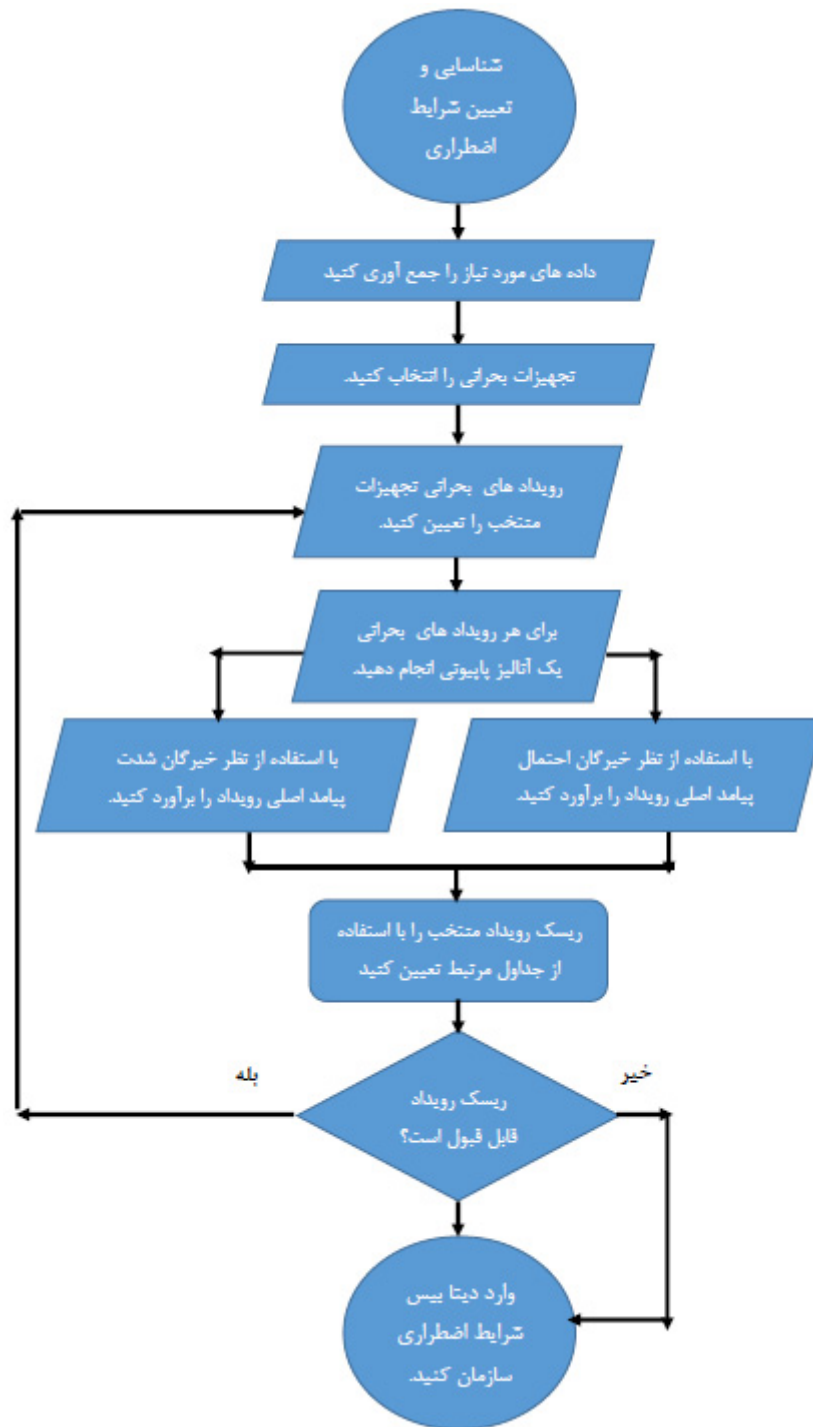 شناسایی و
تعیین شرایط
اضطراری
داده های مورد نیاز را جمع آوری کنید
تجهیزات بحرانی را انتخاب کنید.
رویداد های بحرانی تجهیزات
منتخب را تعیین کنید.
برای هر رویداد های بحرانی
یک آنالیز پاپیونی انجام دهید.
با استفاده از نظر خبرگان احتمال
پیامد اصلی رویداد را برآورد کنید.
با استفاده از نظر خبرگان شدت
پیامد اصلی رویداد را برآورد کنید.
ریسک رویداد منتخب را با استفاده
از جداول مرتبط تعیین کنید
خیر
بله
ریسک رویداد
قابل قبول است؟
وارد دیتا بیس
شرایط اضطراری
سازمان کنید.